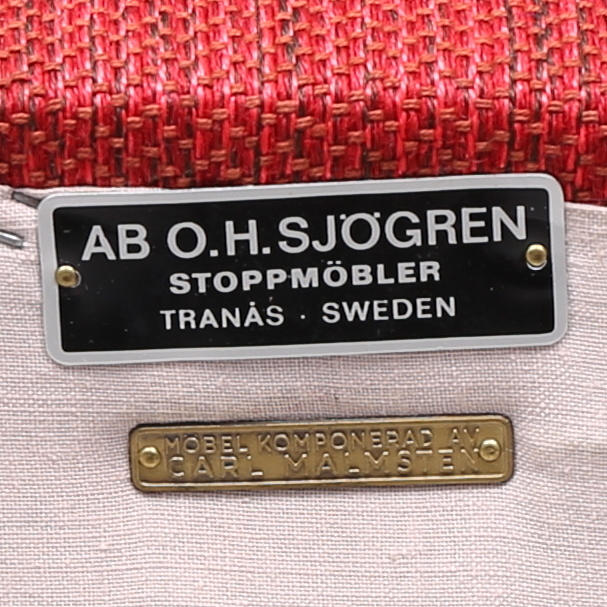 AB O.H. SJÖGREN
STOPPMÖBLER
TRANÅS · SWEDEN
MÖBEL KOMPONERAD AV
CARL MALMSTEN